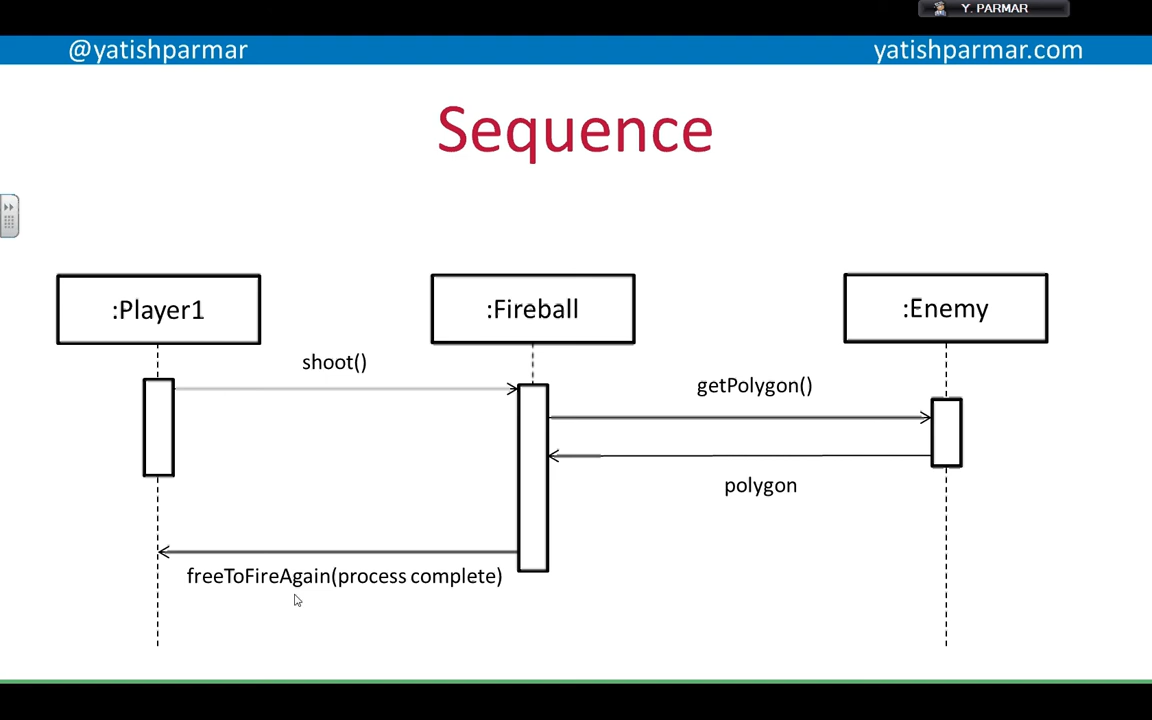 Y. PARMAR
@yatishparmar
yatishparmar.com
Sequence
:Player1
:Fireball
:Enemy
shoot()
getPolygon()
polygon
freeToFireAgain(process complete)